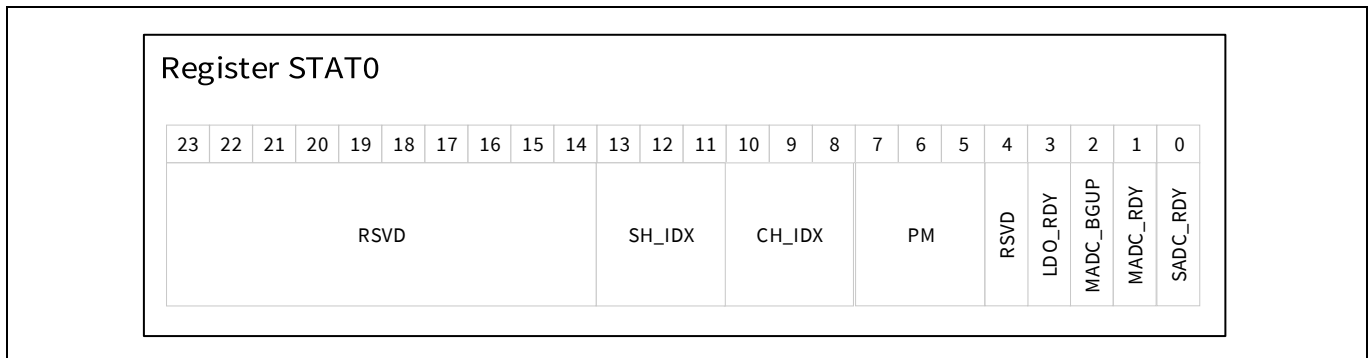 Register STAT0
23 22 21 20 19 18 17 16 15 14 13 12 11 10 9 8 7 6 5 4 3 2 1 0
RSVD SH_IDX CH_IDX PM RSVD LDO_RDY MADC_BGUP MADC_RDY SADC_RDY